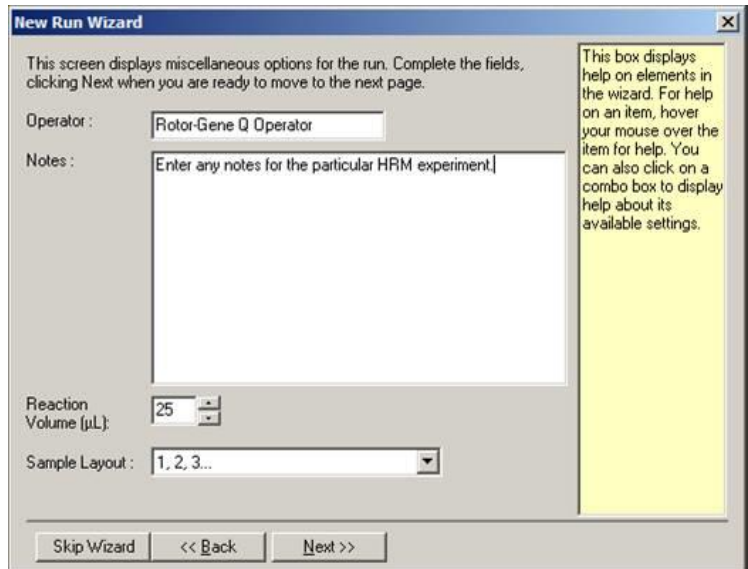 New Run Wizard
This screen displays miscellaneous options for the run. Complete the fields,
clicking Next when you are ready to move to the next page.
Operator :
Rotor-Gene Q Operator
Notes :
Enter any notes for the particular HRM experiment.
Reaction
Volume (µL):
25
Sample Layout :
1, 2, 3...
This box displays
help on elements in
the wizard. For help
on an item, hover
your mouse over the
item for help. You
can also click on a
combo box to display
help about its
available settings.
Skip Wizard
<< Back
Next >>